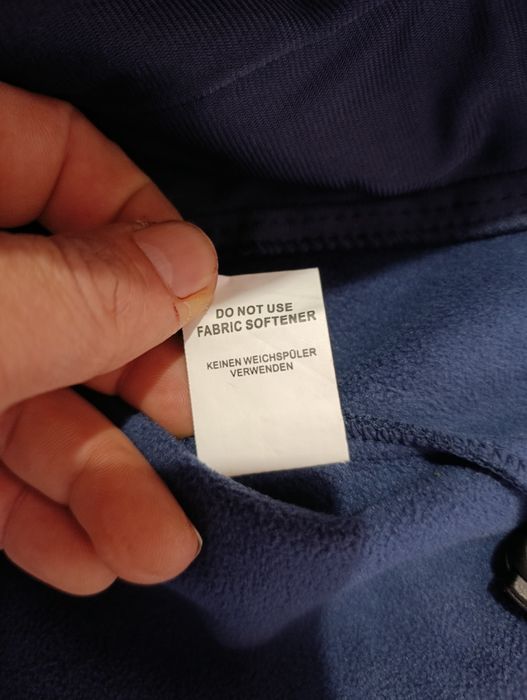 DO NOT USE
FABRIC SOFTENER
KEINEN WEICHSPÜLER
VERWENDEN